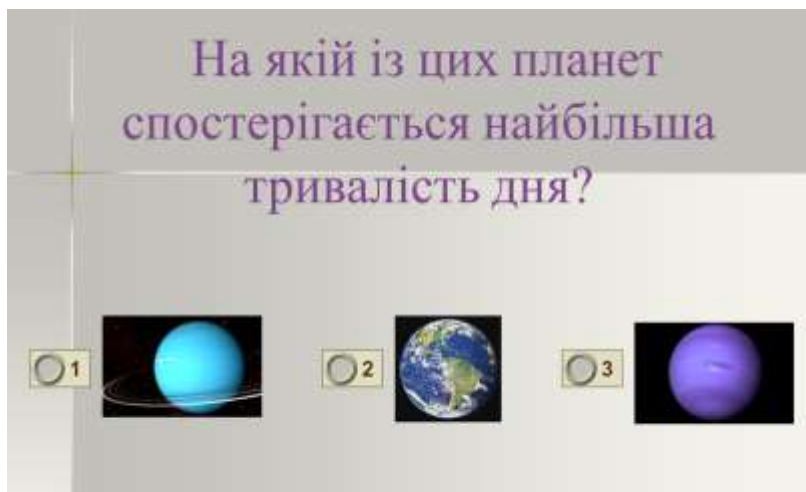 На якій із цих планет
спостерігається найбільша
тривалість дня?
1 2 3